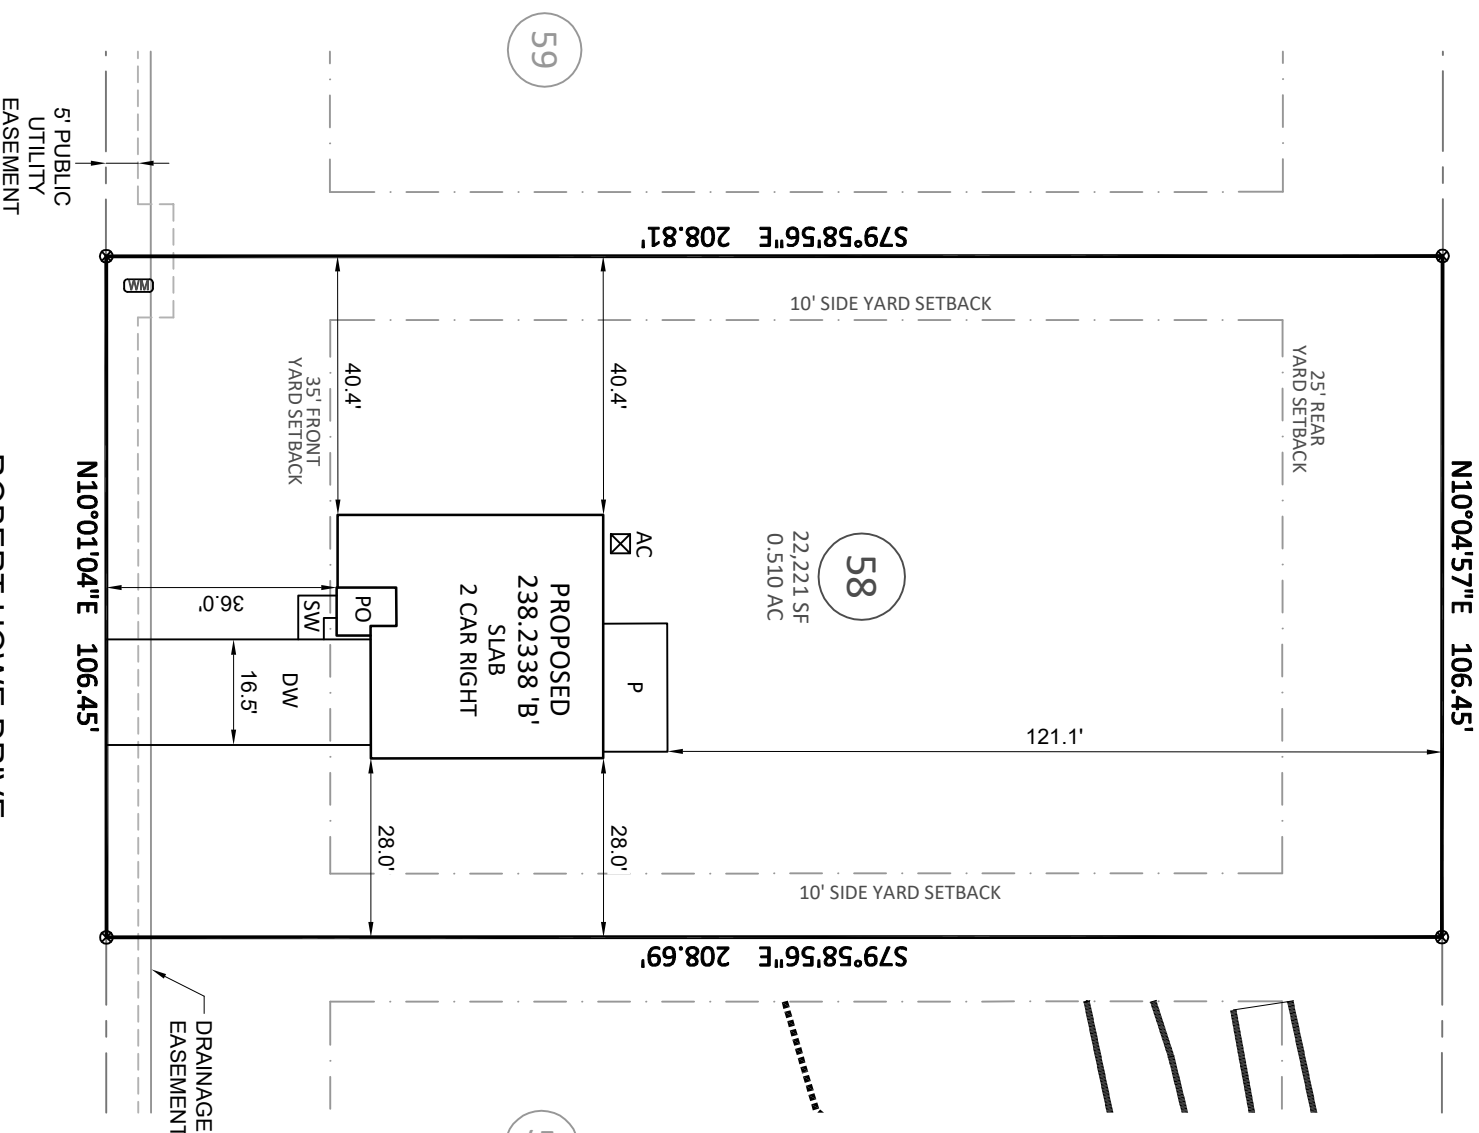 59
5' PUBLIC
UTILITY
EASEMENT
S79°58'56"E 208.81'
WM
10' SIDE YARD SETBACK
25' REAR
YARD SETBACK
35' FRONT
YARD SETBACK
40.4'
40.4'
N10°04'57"E 106.45'
N10°01'04"E 106.45'
58
22,221 SF
0.510 AC
AC
PROPOSED
238.2338 'B'
SLAB
2 CAR RIGHT
PO
SW
36.0'
DW
16.5'
P
121.1'
28.0'
28.0'
10' SIDE YARD SETBACK
S79°58'56"E 208.69'
DRAINAGE
EASEMENT
ROBERT HOWE DRIVE